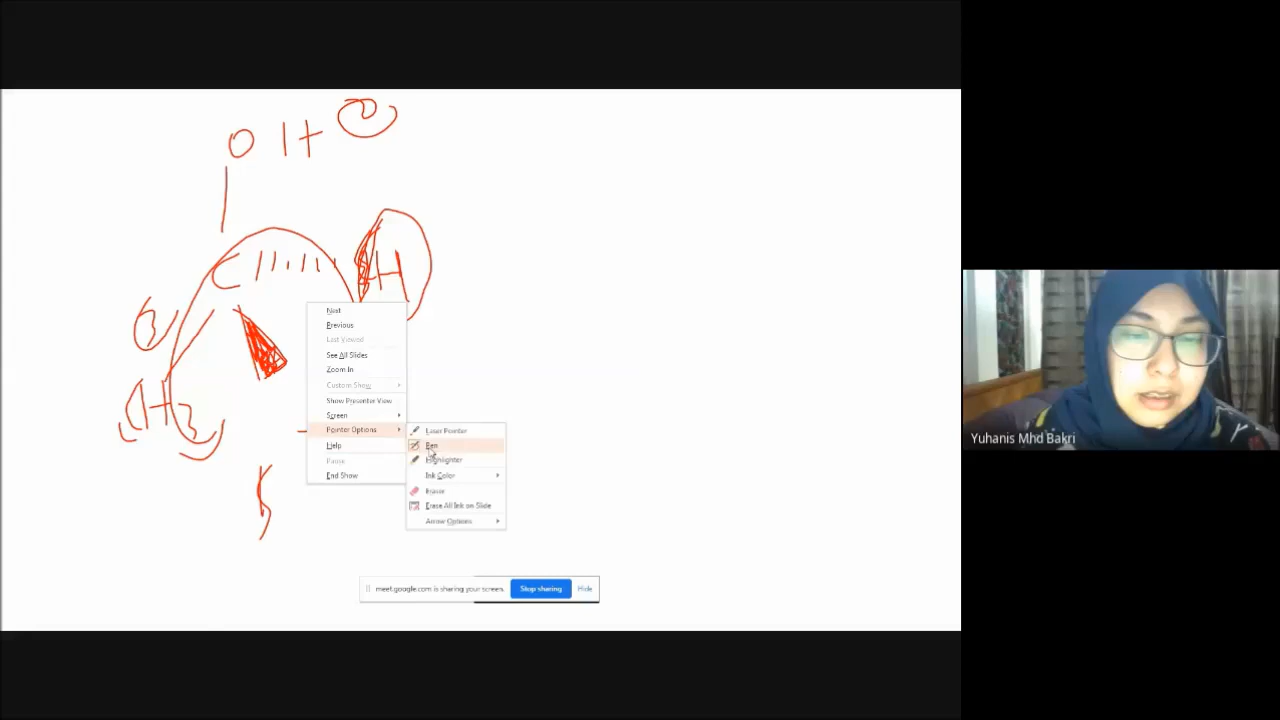 OH 2
C H
3
CH3
Next
Previous
Last Viewed
See All Slides
Zoom In
Custom Show
Show Presenter View
Screen
Pointer Options
Help
Pause
End Show
Laser Pointer
Pen
Highlighter
Ink Color
Eraser
Erase All Ink on Slide
Arrow Options
meet.google.com is sharing your screen. Stop sharing Hide
Yuhanis Mhd Bakri